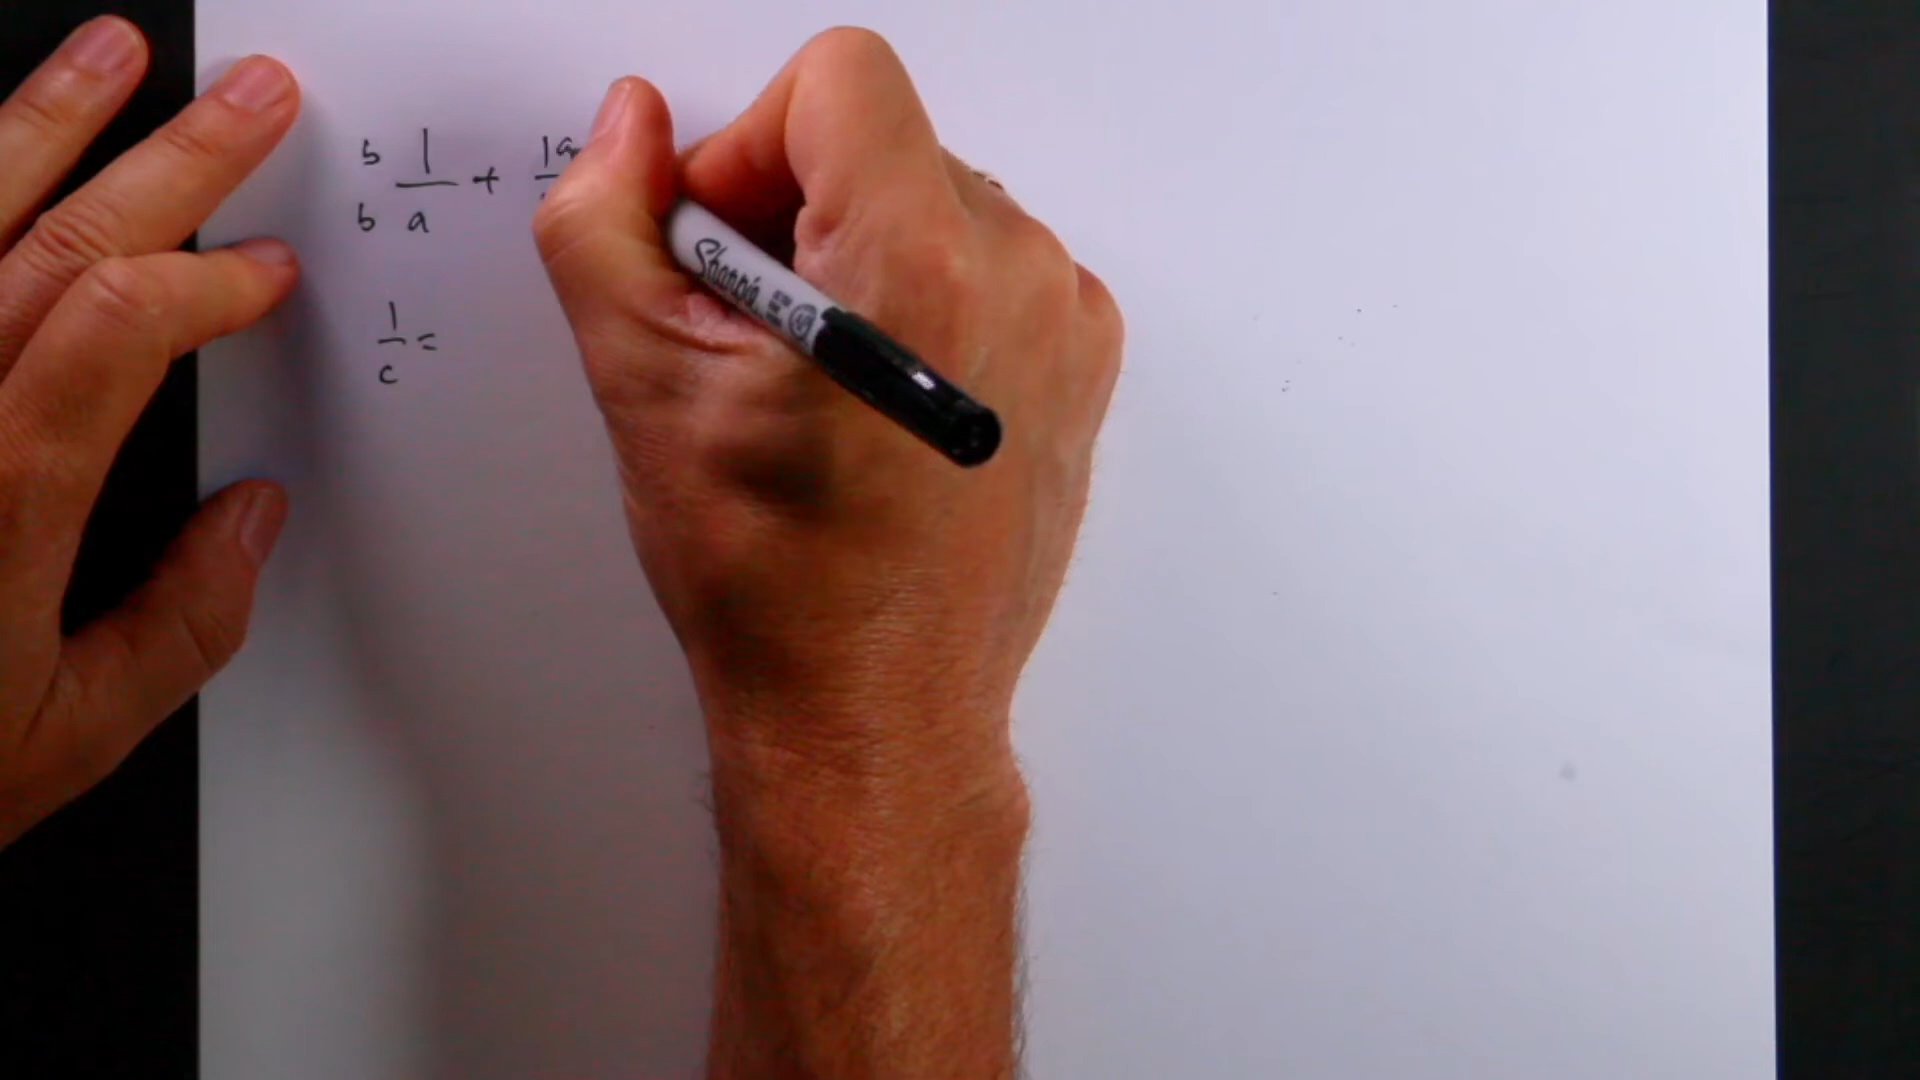 b 1 1a
b a +
1
c =
Sharpie